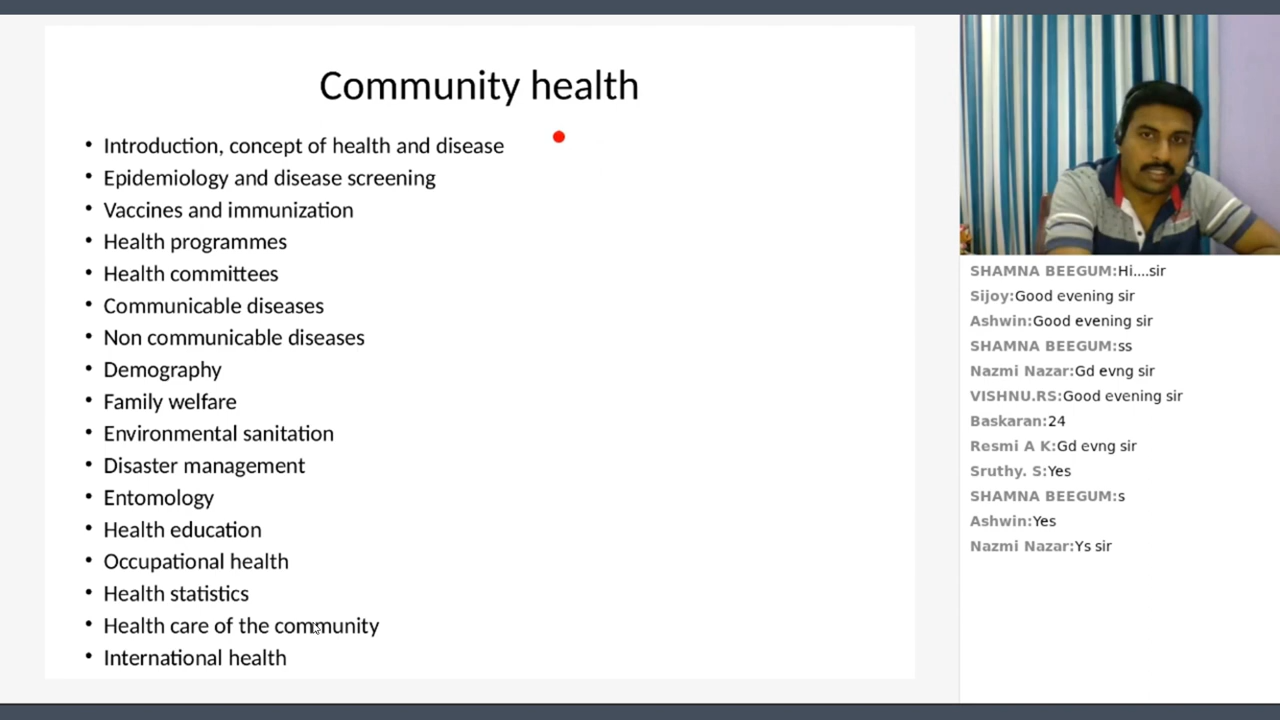 Community health
• Introduction, concept of health and disease
• Epidemiology and disease screening
• Vaccines and immunization
• Health programmes
• Health committees
• Communicable diseases
• Non communicable diseases
• Demography
• Family welfare
• Environmental sanitation
• Disaster management
• Entomology
• Health education
• Occupational health
• Health statistics
• Health care of the community
• International health
SHAMNA BEEGUM:Hi....sir
Sijoy:Good evening sir
Ashwin:Good evening sir
SHAMNA BEEGUM:ss
Nazmi Nazar:Gd evng sir
VISHNU.RS:Good evening sir
Baskaran:24
Resmi A K:Gd evng sir
Sruthy. S:Yes
SHAMNA BEEGUM:s
Ashwin:Yes
Nazmi Nazar:Ys sir